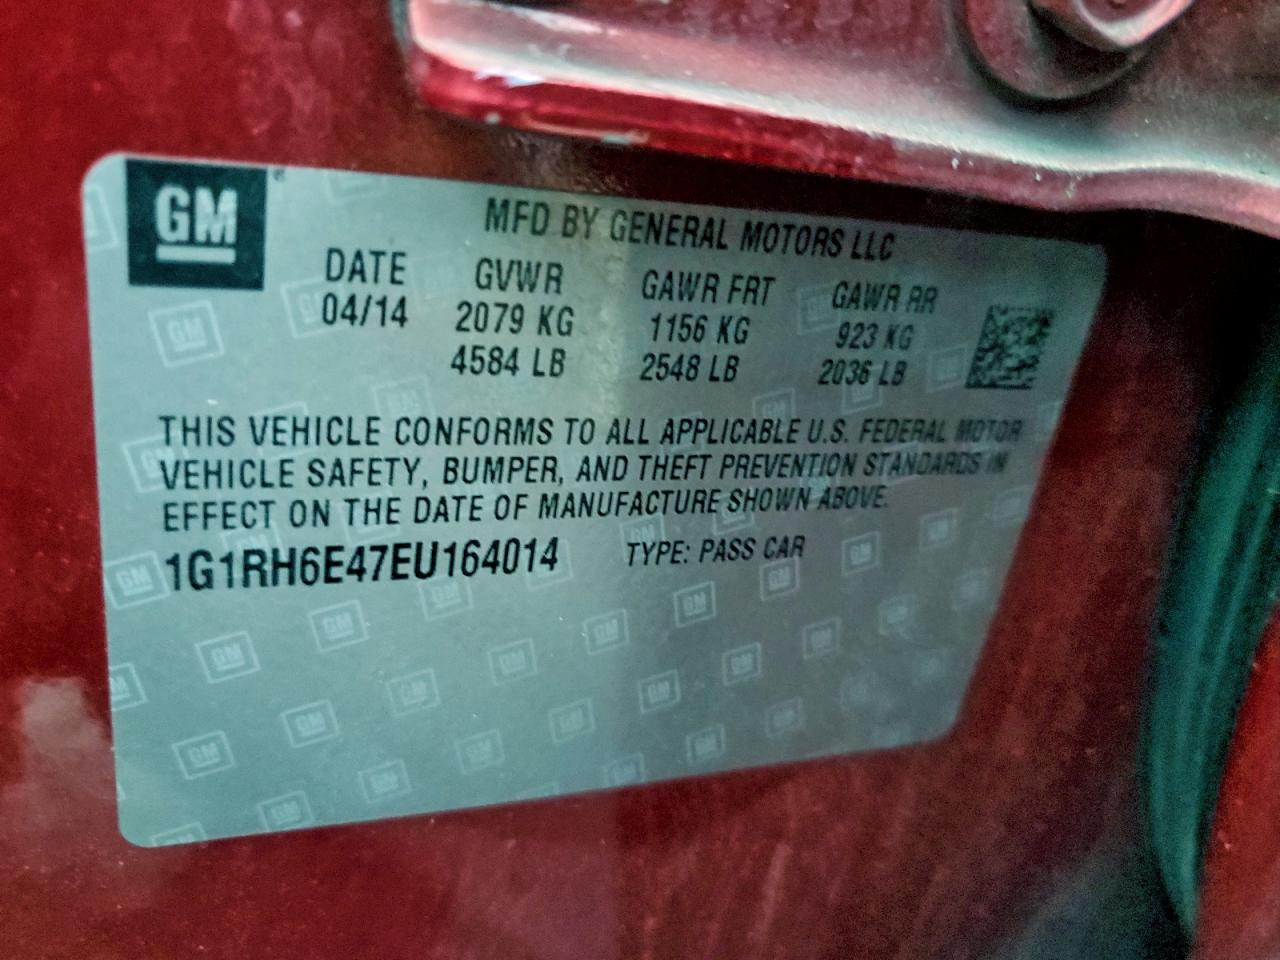 GM
MFD BY GENERAL MOTORS LLC
DATE GVWR GAWR FRT GAWR RR
04/14 2079 KG 1156 KG 923 KG
4584 LB 2548 LB 2036 LB
THIS VEHICLE CONFORMS TO ALL APPLICABLE U.S. FEDERAL MOTOR
VEHICLE SAFETY, BUMPER, AND THEFT PREVENTION STANDARDS IN
EFFECT ON THE DATE OF MANUFACTURE SHOWN ABOVE.
1G1RH6E47EU164014 TYPE: PASS CAR